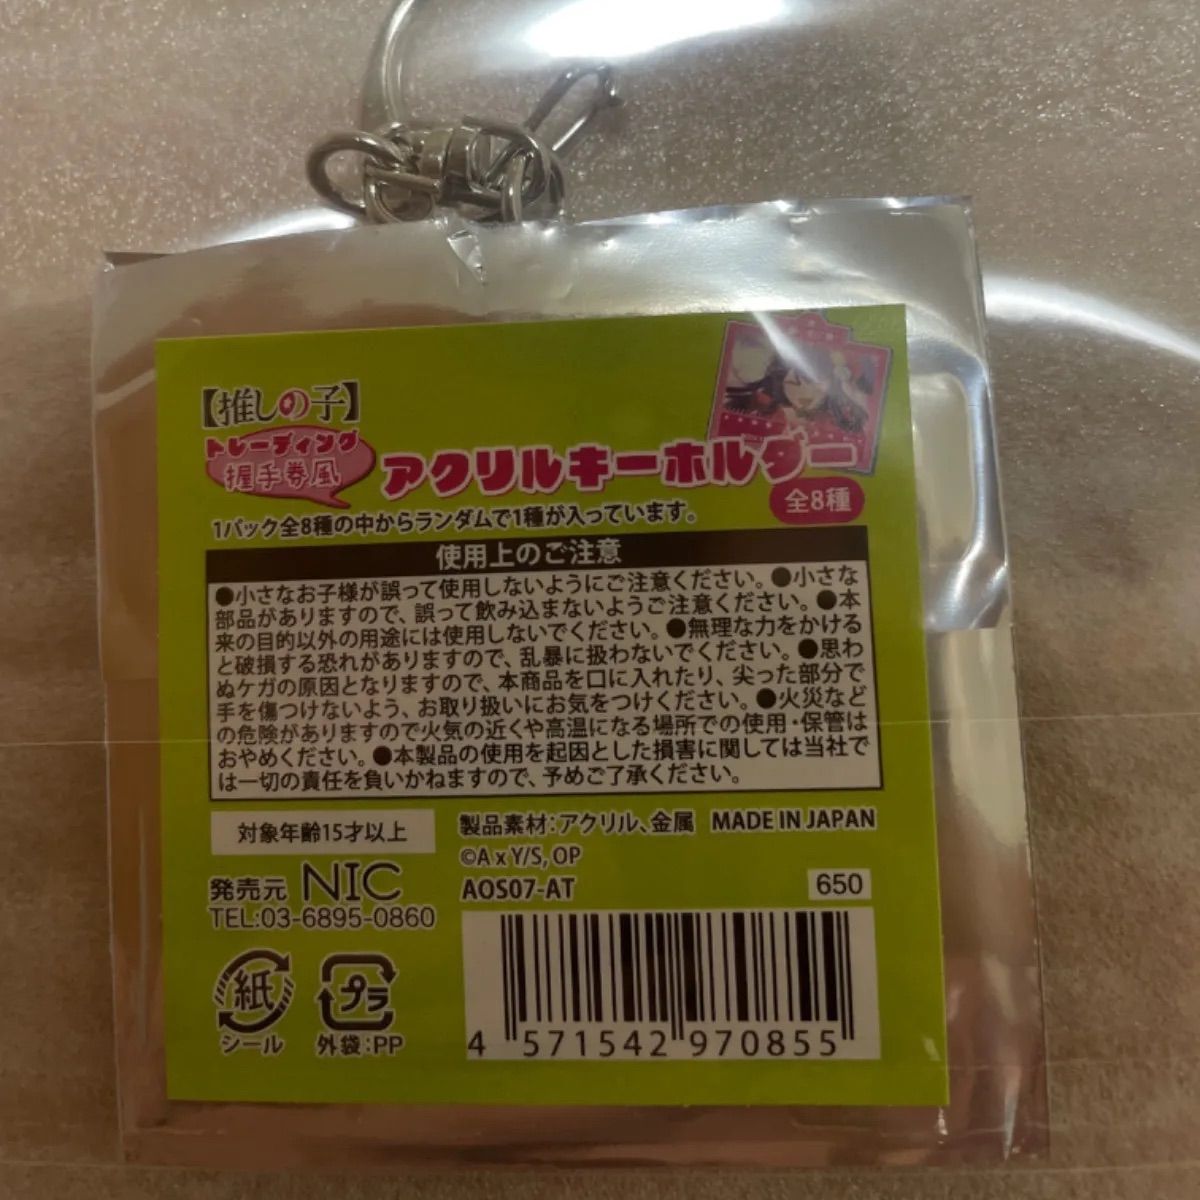 【推しの子】
トレーディング
握手券風
アクリルキーホルダー
全8種
1パック全8種の中からランダムで1種が入っています。
使用上のご注意
●小さなお子様が誤って使用しないようにご注意ください。●小さな
部品がありますので、誤って飲み込まないようご注意ください。●本
来の目的以外の用途には使用しないでください。●無理な力をかける
と破損する恐れがありますので、乱暴に扱わないでください。●思わ
ぬケガの原因となりますので、本商品を口に入れたり、尖った部分で
手を傷つけないよう、お取り扱いにお気をつけください。●火災など
の危険がありますので火気の近くや高温になる場所での使用・保管は
おやめください。●本製品の使用を起因とした損害に関しては当社で
は一切の責任を負いかねますので、予めご了承ください。
対象年齢15才以上
製品素材:アクリル、金属 MADE IN JAPAN
©A x Y/S, OP
発売元 NIC
AOS07-AT
650
TEL:03-6895-0860
紙
シール
プラ
外袋:PP
4 571542 970855